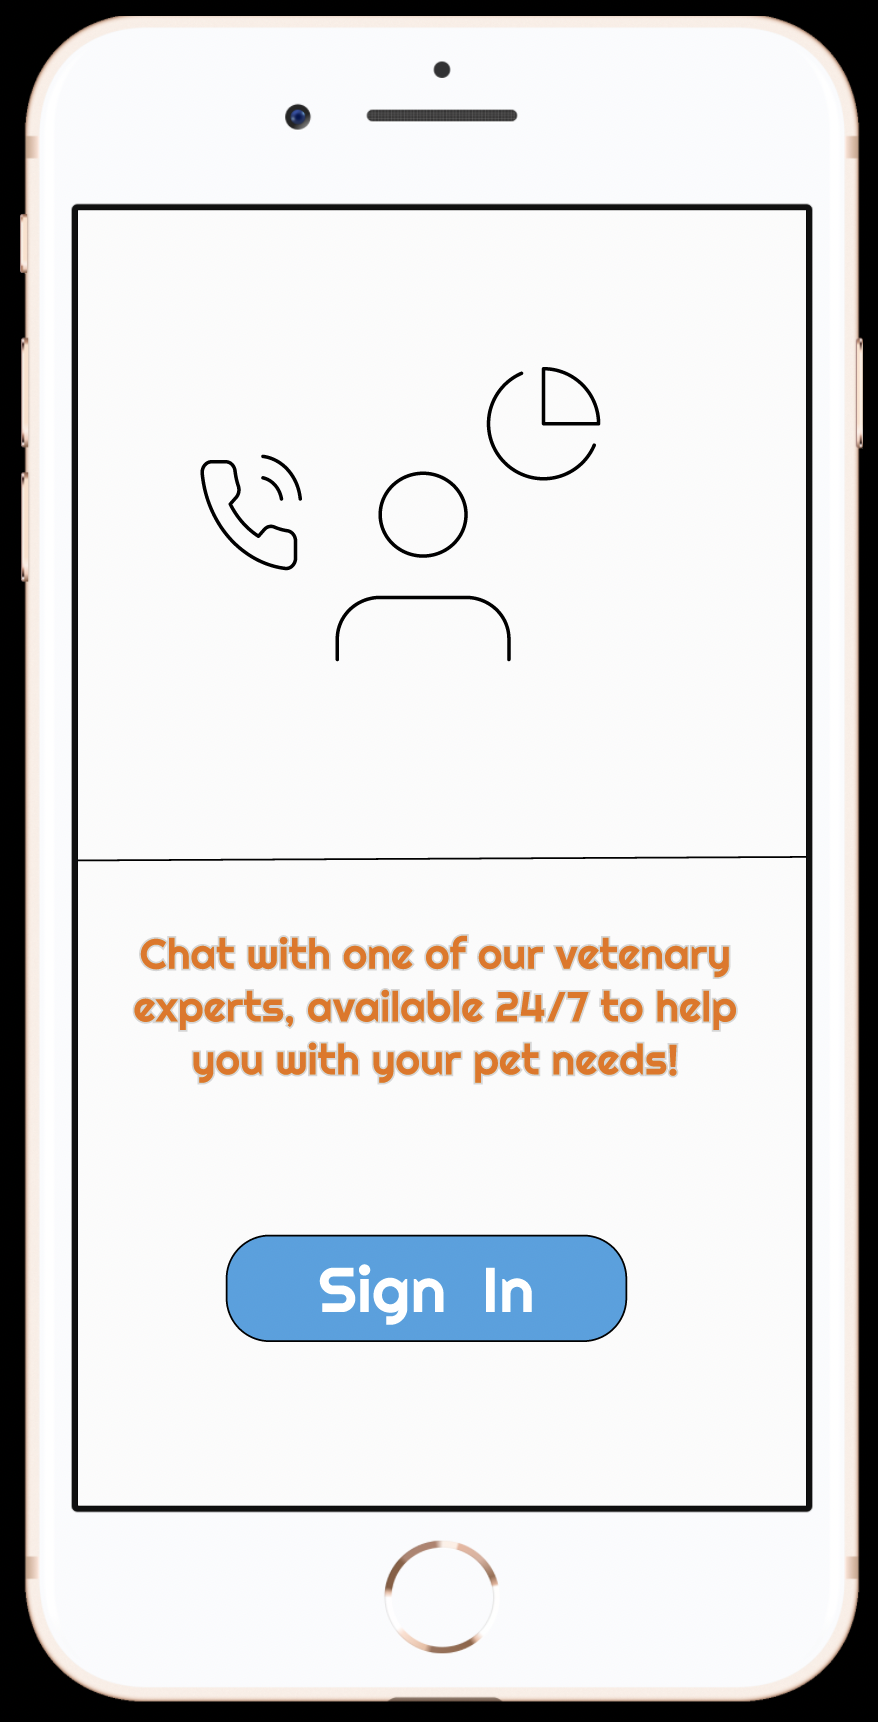 Chat with one of our vetenary
experts, available 24/7 to help
you with your pet needs!
Sign In